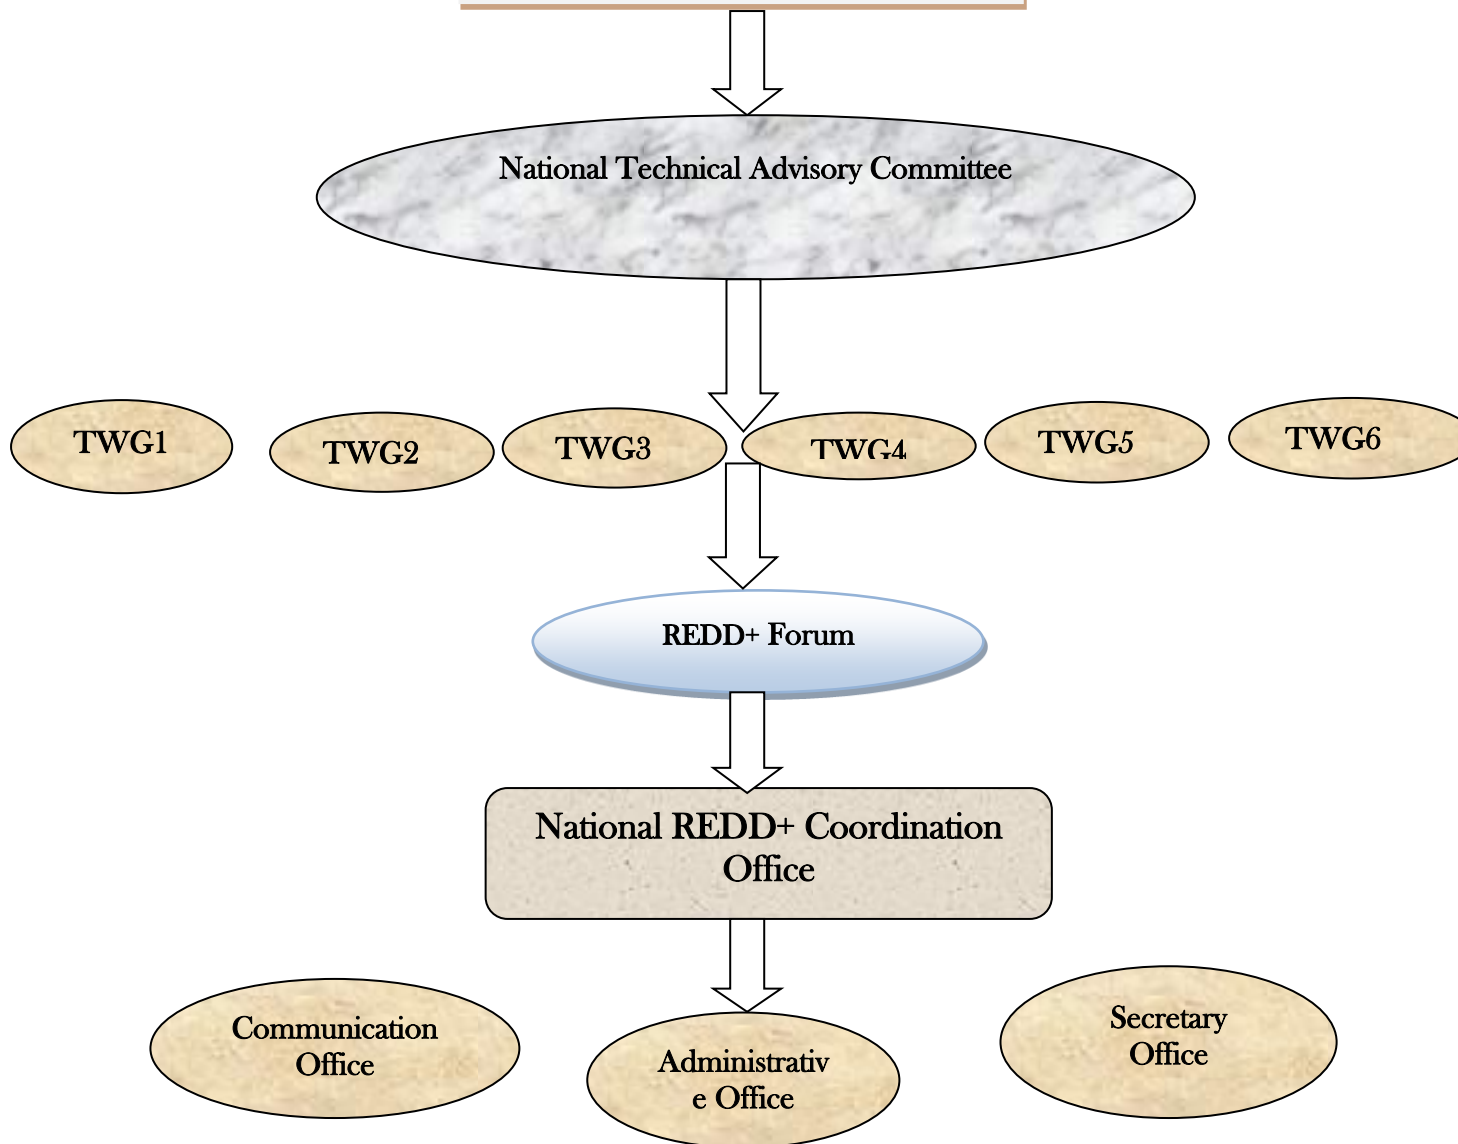 National Technical Advisory Committee
TWG1
TWG2
TWG3
TWG4
TWG5
TWG6
REDD+ Forum
National REDD+ Coordination
Office
Communication
Office
Administrativ
e Office
Secretary
Office